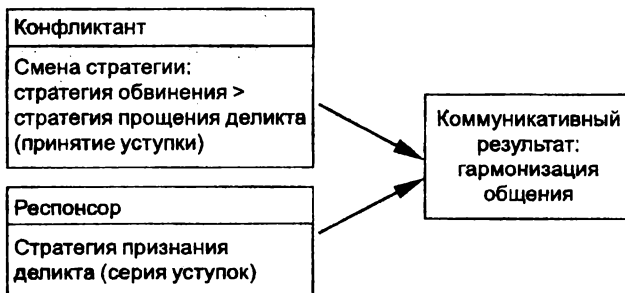 Конфликтант
Смена стратегии:
стратегия обвинения >
стратегия прощения деликта
(принятие уступки)
Респонсор
Стратегия признания
деликта (серия уступок)
Коммуникативный
результат:
гармонизация
общения